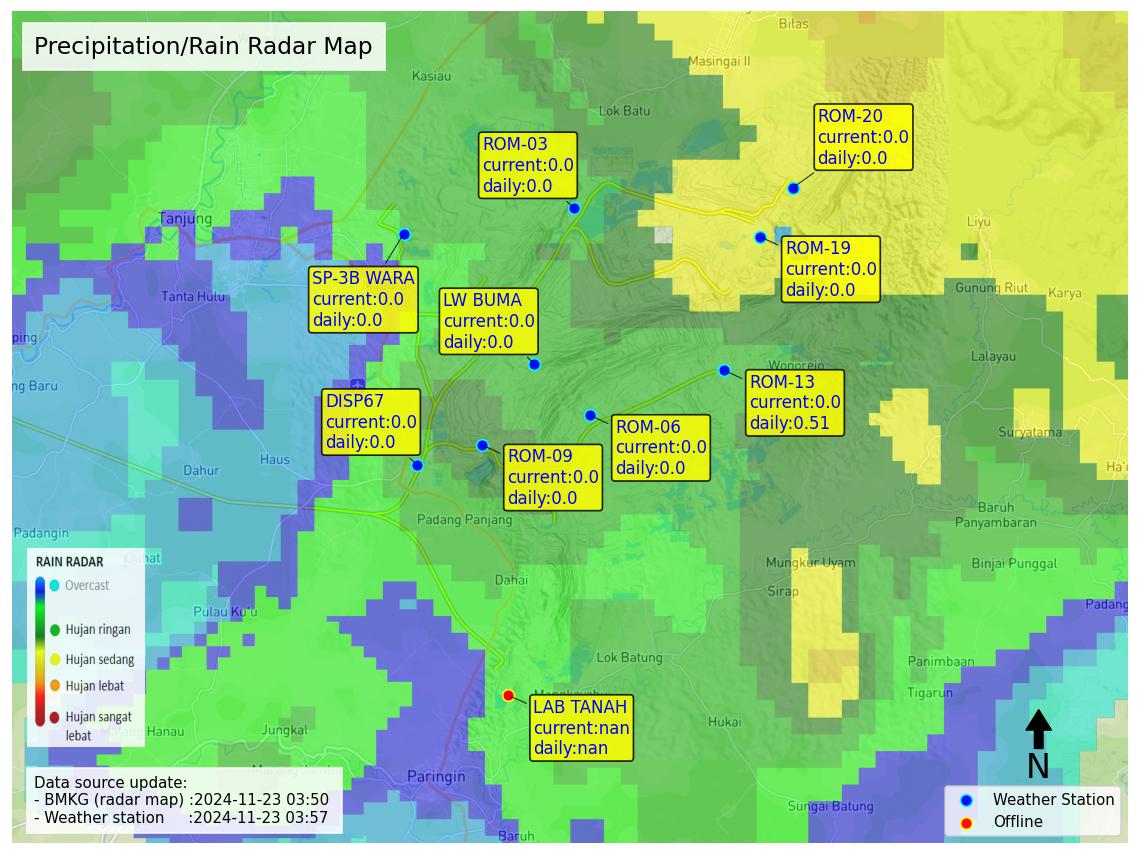 Precipitation/Rain Radar Map
Bilas
Masingai II
Kasiau
Lok Batu
ROM-20
current:0.0
daily:0.0
ROM-03
current:0.0
daily:0.0
Tanjung
Liyu
ROM-19
current:0.0
daily:0.0
SP-3B WARA
current:0.0
daily:0.0
Tanta Hulu
LW BUMA
current:0.0
daily:0.0
Gunung Riut
Karya
ping
Lalayau
Wonorejo
ng Baru
ROM-13
current:0.0
daily:0.51
DISP67
current:0.0
daily:0.0
ROM-06
current:0.0
daily:0.0
Suryatama
Haus
Dahur
ROM-09
current:0.0
daily:0.0
Ha'u
Baruh
Panyambaran
Padang Panjang
Padangin
Mungkur Uyam
Binjai Punggal
Dahai
Sirap
RAIN RADAR
Overcast
Hujan ringan
Hujan sedang
Hujan lebat
Hujan sangat
lebat
Pulau Ku'u
Padang
Lok Batung
Panimbaan
Tigarun
LAB TANAH
current:nan
daily:nan
Hukai
Hanau
Jungkal
Paringin
Data source update:
- BMKG (radar map) :2024-11-23 03:50
- Weather station :2024-11-23 03:57
N
Weather Station
Offline
Sungai Batung
Baruh